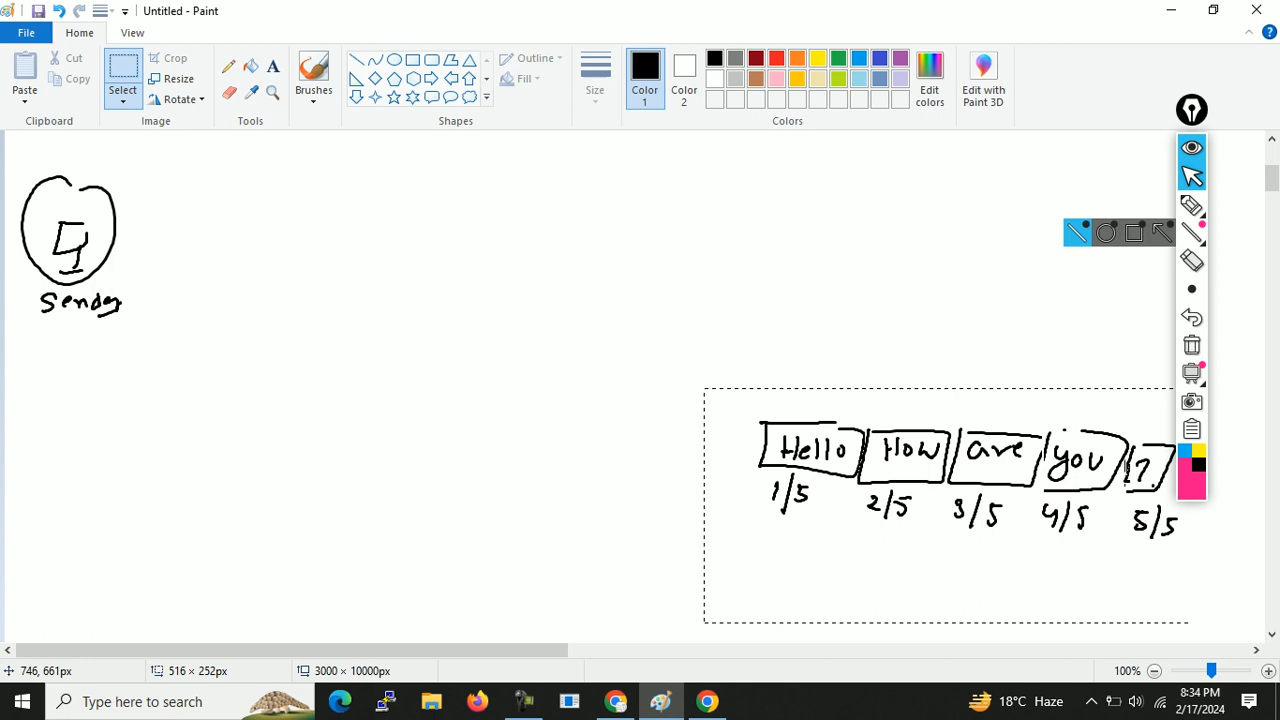 Untitled - Paint
File Home View
Paste
Cut
Copy
Clipboard
Select
Crop
Resize
Rotate
Image
A
Tools
Brushes
Shapes
Outline
Fill
Size
Color 1
Color 2
Colors
Edit colors
Edit with Paint 3D
Sender
Hello How are you ?
1/5 2/5 3/5 4/5 5/5
746, 661px 516 × 252px 3000 × 10000px 100%
Type here to search
18°C Haze
8:34 PM
2/17/2024